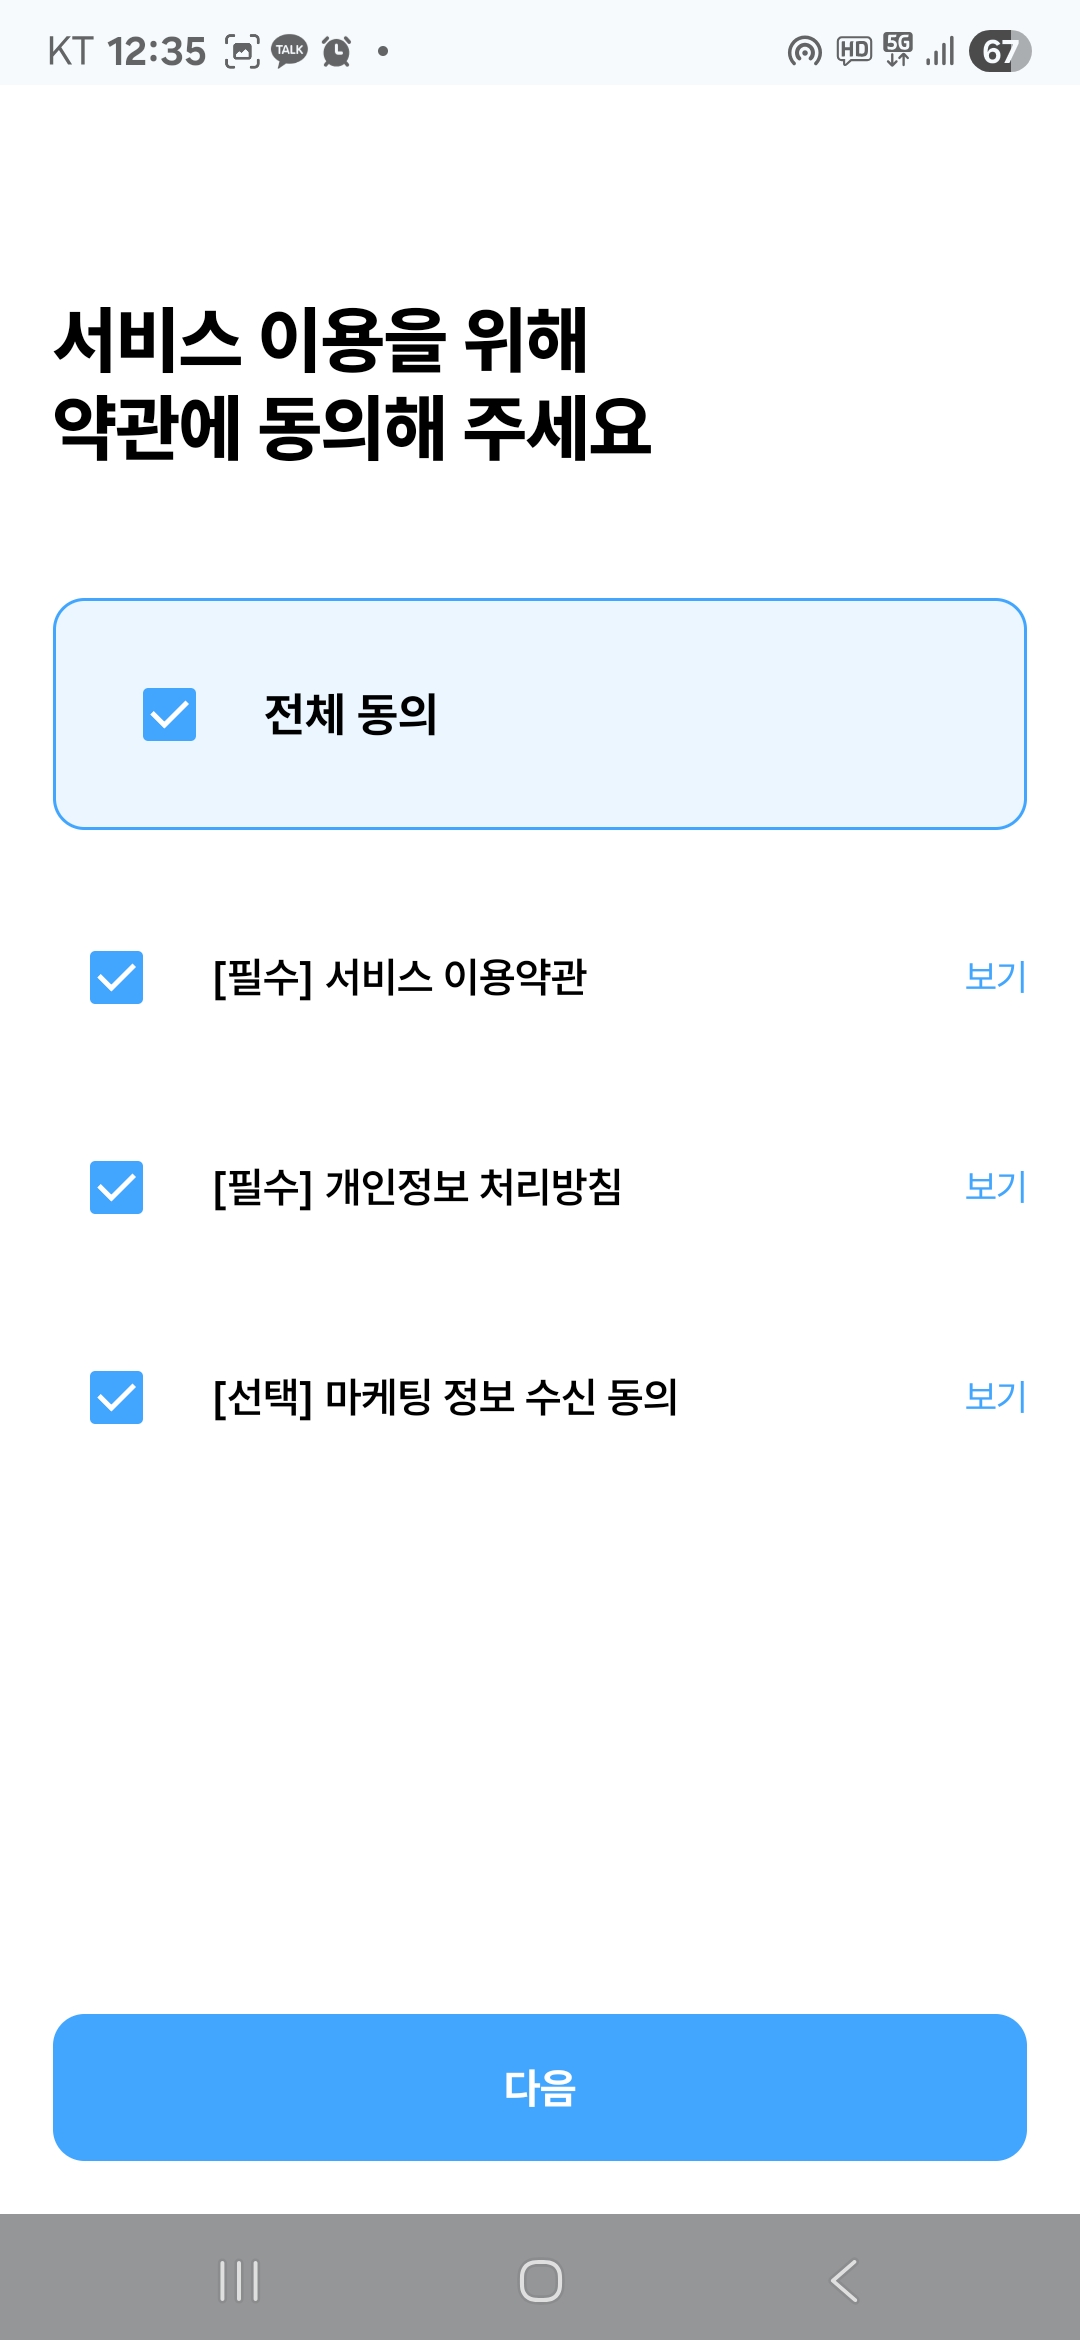 KT 12:35 TALK HD 5G 67
서비스 이용을 위해
약관에 동의해 주세요
전체 동의
[필수] 서비스 이용약관 보기
[필수] 개인정보 처리방침 보기
[선택] 마케팅 정보 수신 동의 보기
다음